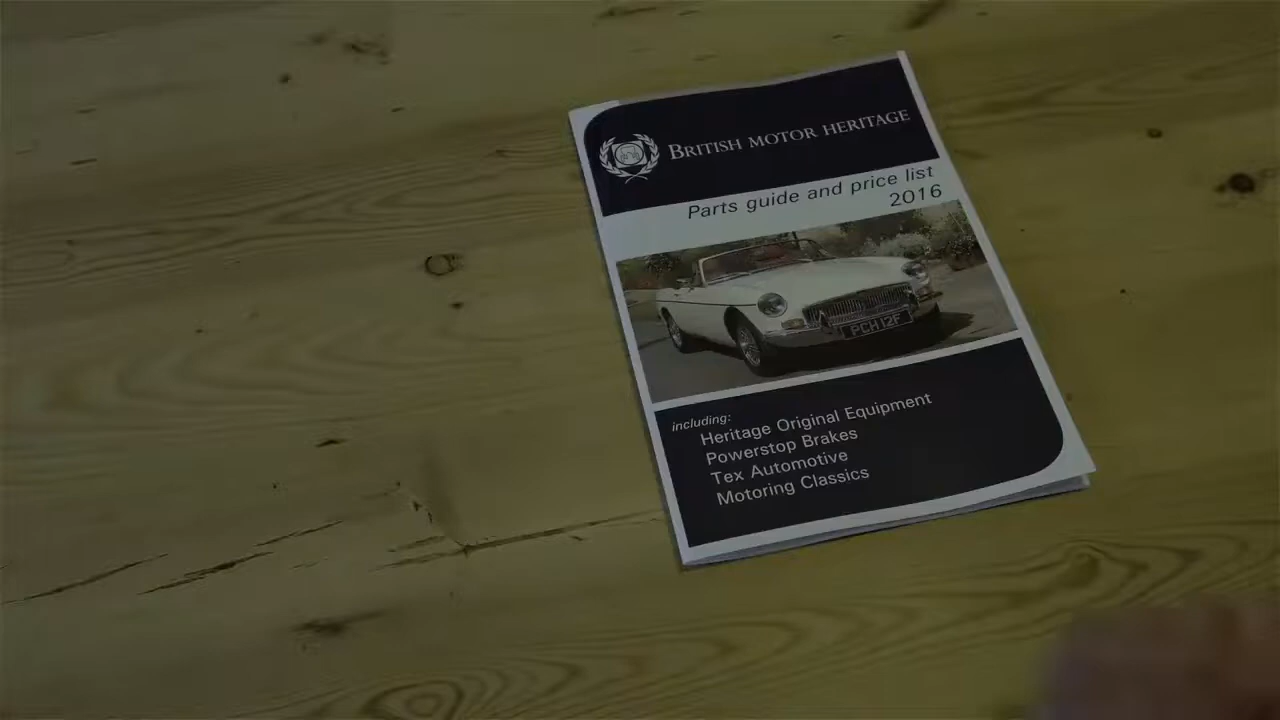 BRITISH MOTOR HERITAGE
Parts guide and price list
2016
PCH 12F
including:
Heritage Original Equipment
Powerstop Brakes
Tex Automotive
Motoring Classics